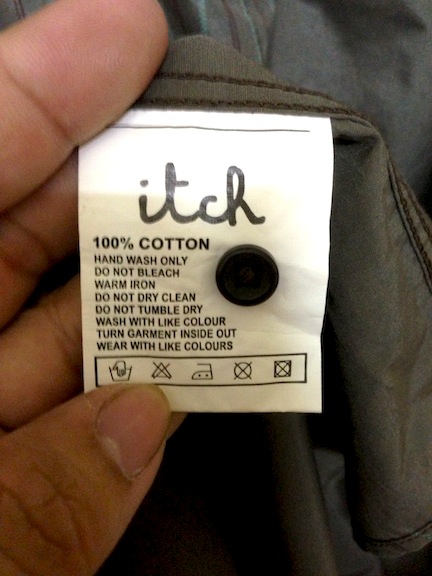 itch
100% COTTON
HAND WASH ONLY
DO NOT BLEACH
WARM IRON
DO NOT DRY CLEAN
DO NOT TUMBLE DRY
WASH WITH LIKE COLOUR
TURN GARMENT INSIDE OUT
WEAR WITH LIKE COLOURS